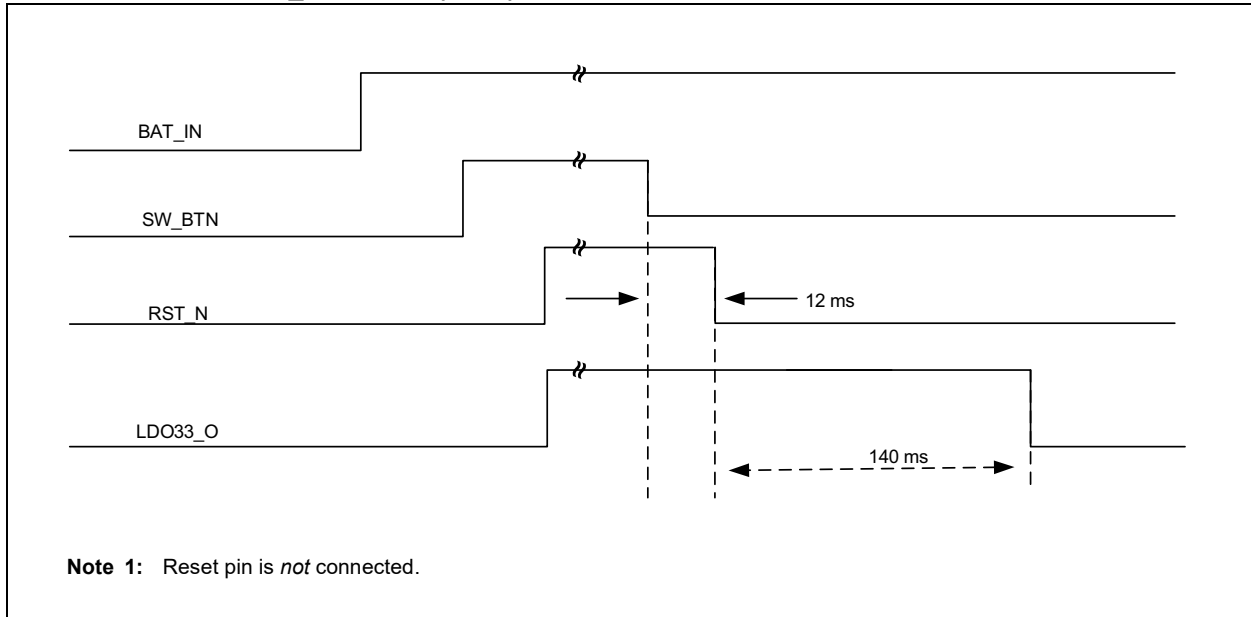 BAT_IN
SW_BTN
RST_N
12 ms
LDO33_O
140 ms
Note 1: Reset pin is not connected.